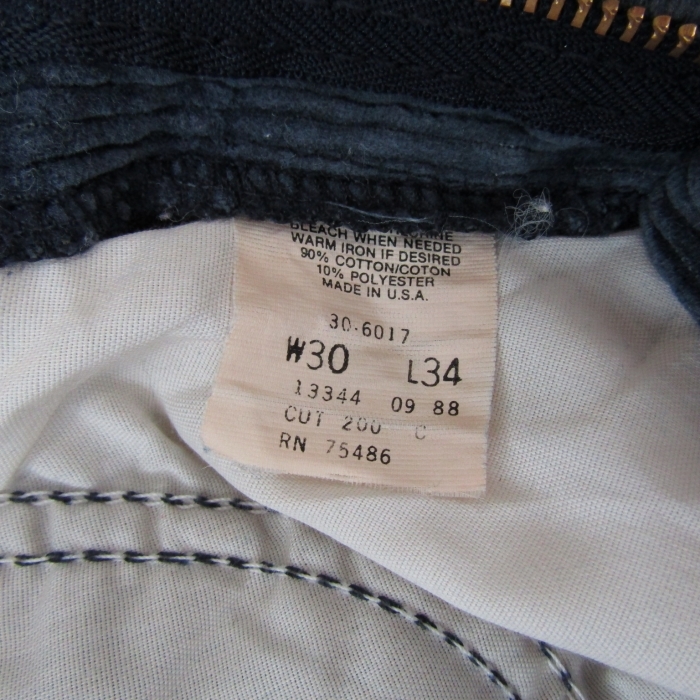 BLEACH WHEN NEEDED
WARM IRON IF DESIRED
90% COTTON/COTON
10% POLYESTER
MADE IN U.S.A.
30-6017
W30 L34
13344 09 88
CUT 200 C
RN 75486